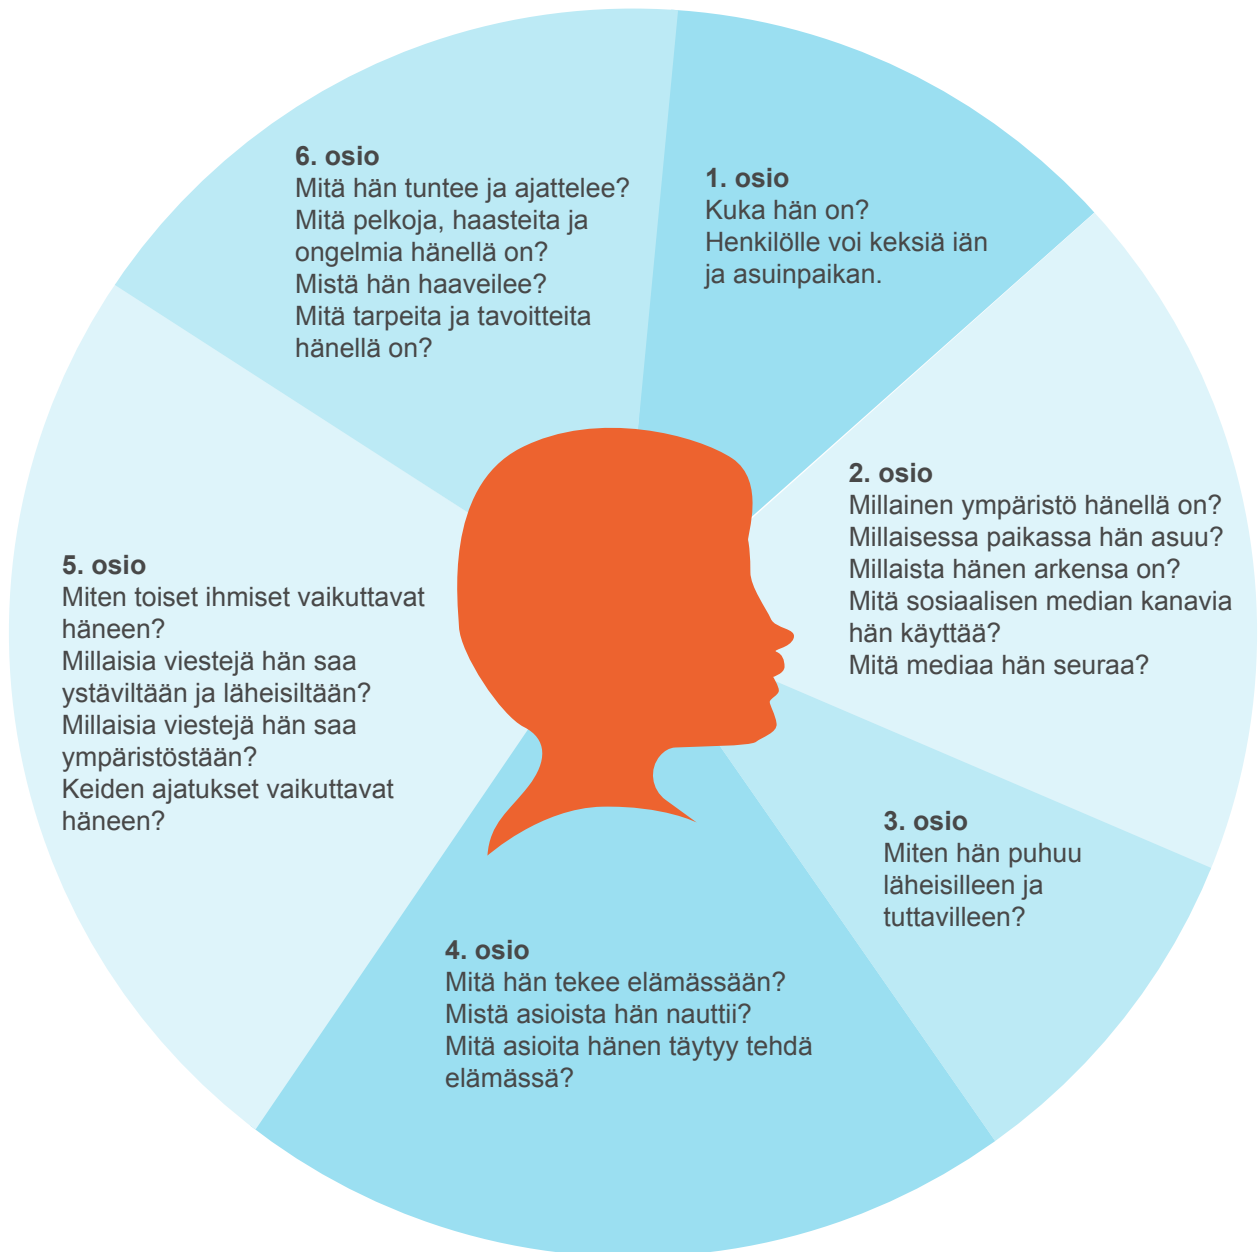 1. osio
Kuka hän on?
Henkilölle voi keksiä iän
ja asuinpaikan.
2. osio
Millainen ympäristö hänellä on?
Millaisessa paikassa hän asuu?
Millaista hänen arkensa on?
Mitä sosiaalisen median kanavia
hän käyttää?
Mitä mediaa hän seuraa?
3. osio
Miten hän puhuu
läheisilleen ja
tuttavilleen?
4. osio
Mitä hän tekee elämässään?
Mistä asioista hän nauttii?
Mitä asioita hänen täytyy tehdä
elämässä?
5. osio
Miten toiset ihmiset vaikuttavat
häneen?
Millaisia viestejä hän saa
ystäviltään ja läheisiltään?
Millaisia viestejä hän saa
ympäristöstään?
Keiden ajatukset vaikuttavat
häneen?
6. osio
Mitä hän tuntee ja ajattelee?
Mitä pelkoja, haasteita ja
ongelmia hänellä on?
Mistä hän haaveilee?
Mitä tarpeita ja tavoitteita
hänellä on?